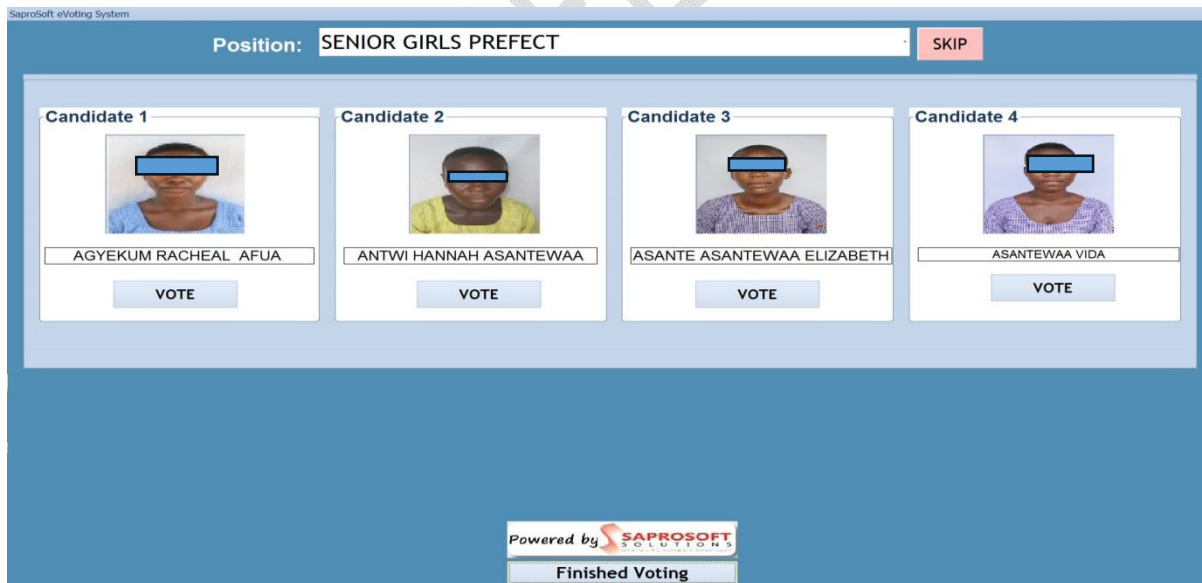 SaproSoft eVoting System
Position: SENIOR GIRLS PREFECT SKIP
Candidate 1
AGYEKUM RACHEAL AFUA
VOTE
Candidate 2
ANTWI HANNAH ASANTEWAA
VOTE
Candidate 3
ASANTE ASANTEWAA ELIZABETH
VOTE
Candidate 4
ASANTEWAA VIDA
VOTE
Powered by SAPROSOFT
SOLUTIONS
Finished Voting